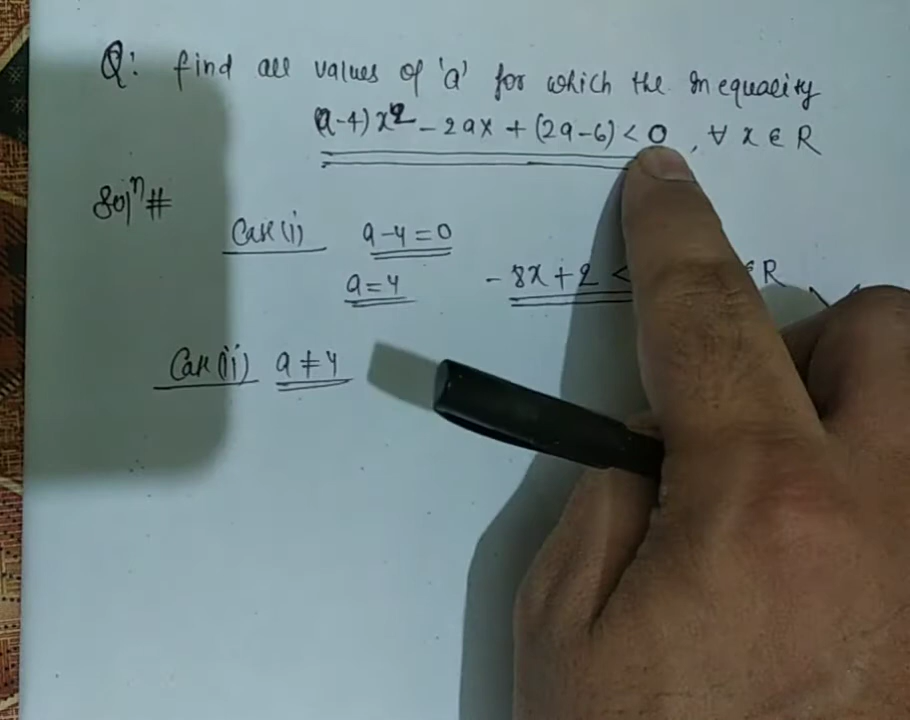 Q: find all values of 'a' for which the Inequality
(a-4)x² - 2ax + (2a-6) < 0, ∀ x ∈ R
Solⁿ #
Case (i) a-4=0
a=4 -8x+2 < ∈ R
Case (ii) a≠4